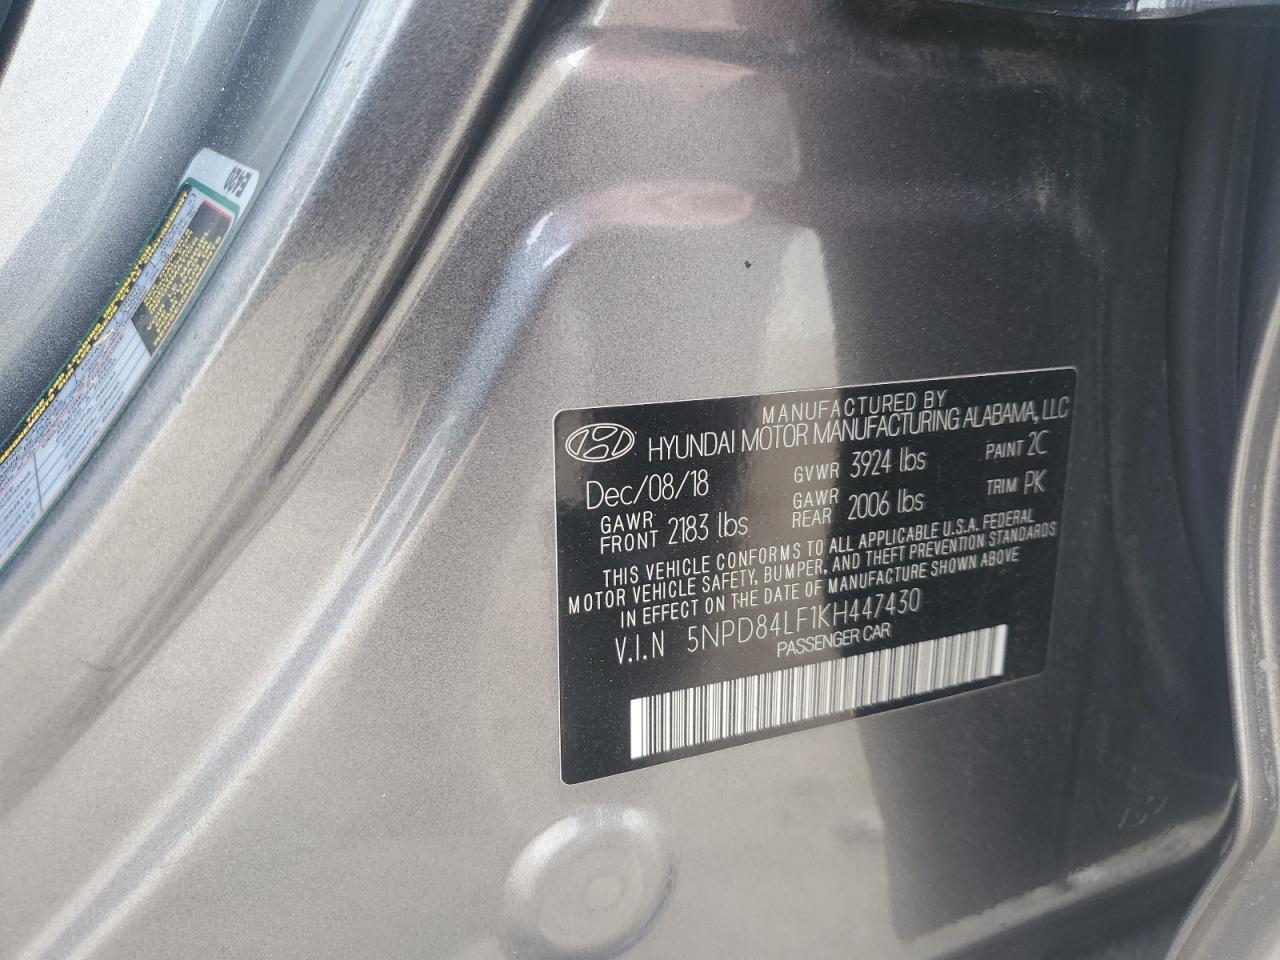 MANUFACTURED BY
HYUNDAI MOTOR MANUFACTURING ALABAMA, LLC
Dec/08/18 GVWR 3924 lbs PAINT 2C
GAWR FRONT 2183 lbs GAWR REAR 2006 lbs TRIM PK
THIS VEHICLE CONFORMS TO ALL APPLICABLE U.S.A. FEDERAL
MOTOR VEHICLE SAFETY, BUMPER, AND THEFT PREVENTION STANDARDS
IN EFFECT ON THE DATE OF MANUFACTURE SHOWN ABOVE
V.I.N 5NPD84LF1KH447430
PASSENGER CAR